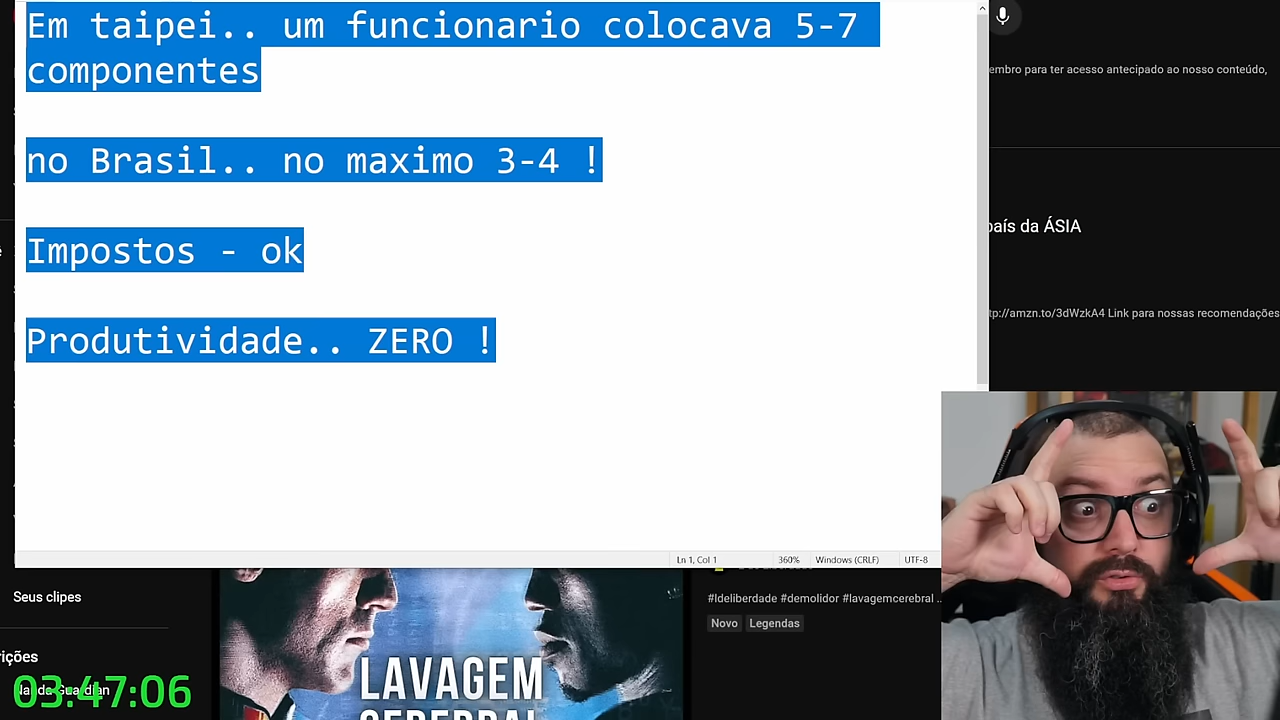 Em taipei.. um funcionario colocava 5-7
componentes
no Brasil.. no maximo 3-4 !
Impostos - ok
Produtividade.. ZERO !
Ln 1, Col 1
360%
Windows (CRLF)
UTF-8
embro para ter acesso antecipado ao nosso conteúdo,
país da ÁSIA
tp://amzn.to/3dWzkA4 Link para nossas recomendações
#ldeliberdade #demolidor #lavagemcerebral ...
Novo
Legendas
Seus clipes
rições
03:47:06
LAVAGEM
CEREBRAL